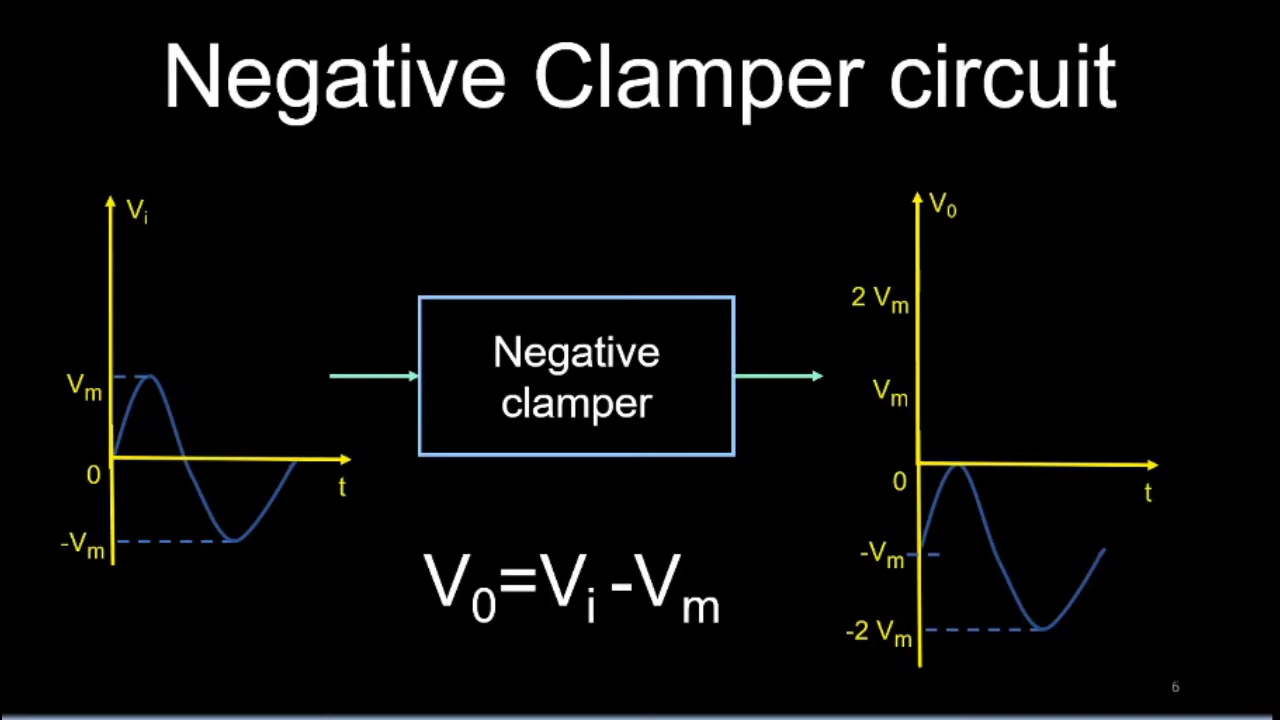 Negative Clamper circuit
Vi
Vm
0
-Vm
t
Negative
clamper
V0=Vi -Vm
V0
2 Vm
Vm
0
-Vm
-2 Vm
t
6